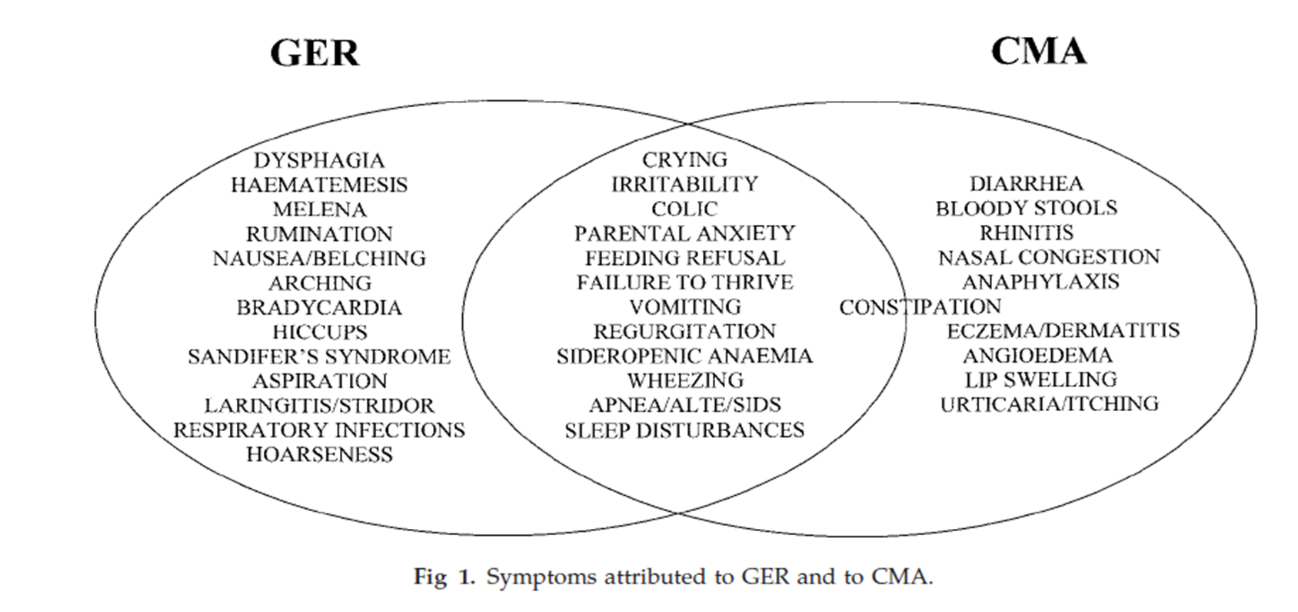 GER
CMA
DYSPHAGIA
HAEMATEMESIS
MELENA
RUMINATION
NAUSEA/BELCHING
ARCHING
BRADYCARDIA
HICCUPS
SANDIFER'S SYNDROME
ASPIRATION
LARINGITIS/STRIDOR
RESPIRATORY INFECTIONS
HOARSENESS
CRYING
IRRITABILITY
COLIC
PARENTAL ANXIETY
FEEDING REFUSAL
FAILURE TO THRIVE
VOMITING
REGURGITATION
SIDEROPENIC ANAEMIA
WHEEZING
APNEA/ALTE/SIDS
SLEEP DISTURBANCES
DIARRHEA
BLOODY STOOLS
RHINITIS
NASAL CONGESTION
ANAPHYLAXIS
CONSTIPATION
ECZEMA/DERMATITIS
ANGIOEDEMA
LIP SWELLING
URTICARIA/ITCHING
Fig 1. Symptoms attributed to GER and to CMA.